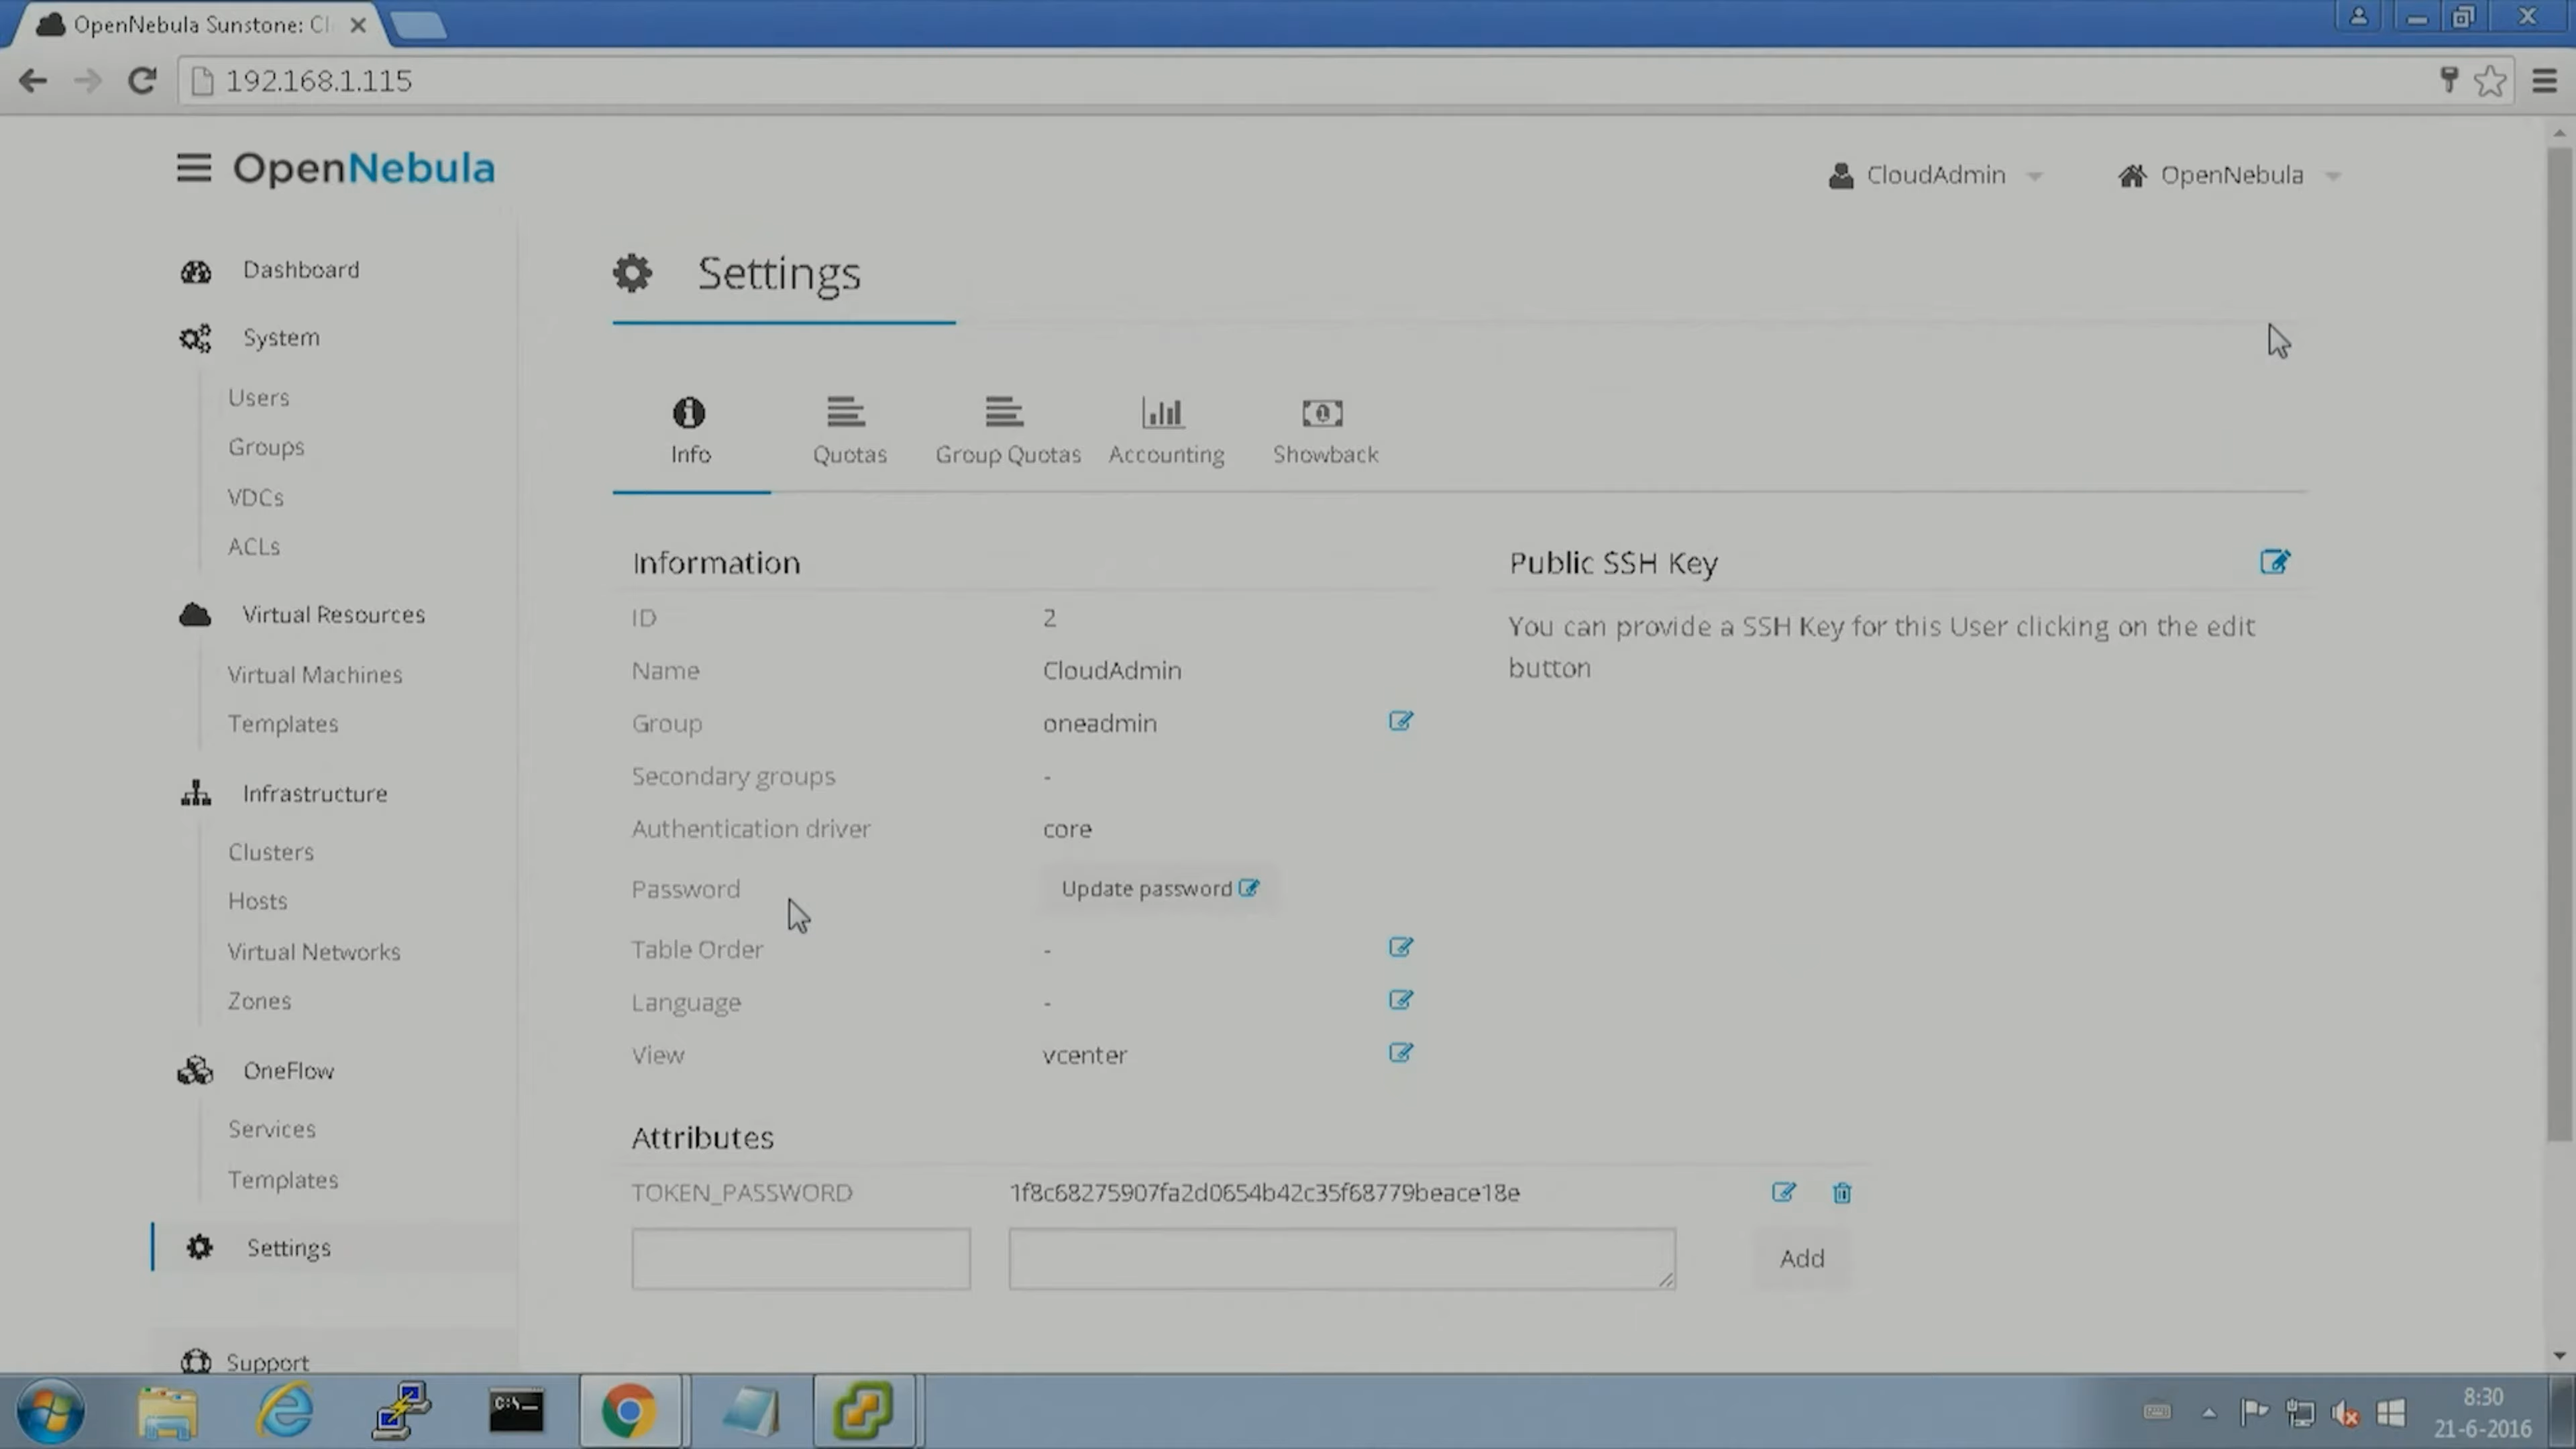 OpenNebula Sunstone: Cl
192.168.1.115
OpenNebula
CloudAdmin
OpenNebula
Dashboard
System
Users
Groups
VDCs
ACLs
Virtual Resources
Virtual Machines
Templates
Infrastructure
Clusters
Hosts
Virtual Networks
Zones
OneFlow
Services
Templates
Settings
Support
Settings
Info
Quotas
Group Quotas
Accounting
Showback
Information
ID 2
Name CloudAdmin
Group oneadmin
Secondary groups -
Authentication driver core
Password Update password
Table Order -
Language -
View vcenter
Public SSH Key
You can provide a SSH Key for this User clicking on the edit
button
Attributes
TOKEN_PASSWORD 1f8c68275907fa2d0654b42c35f68779beace18e
Add
C:\._
8:30
21-6-2016